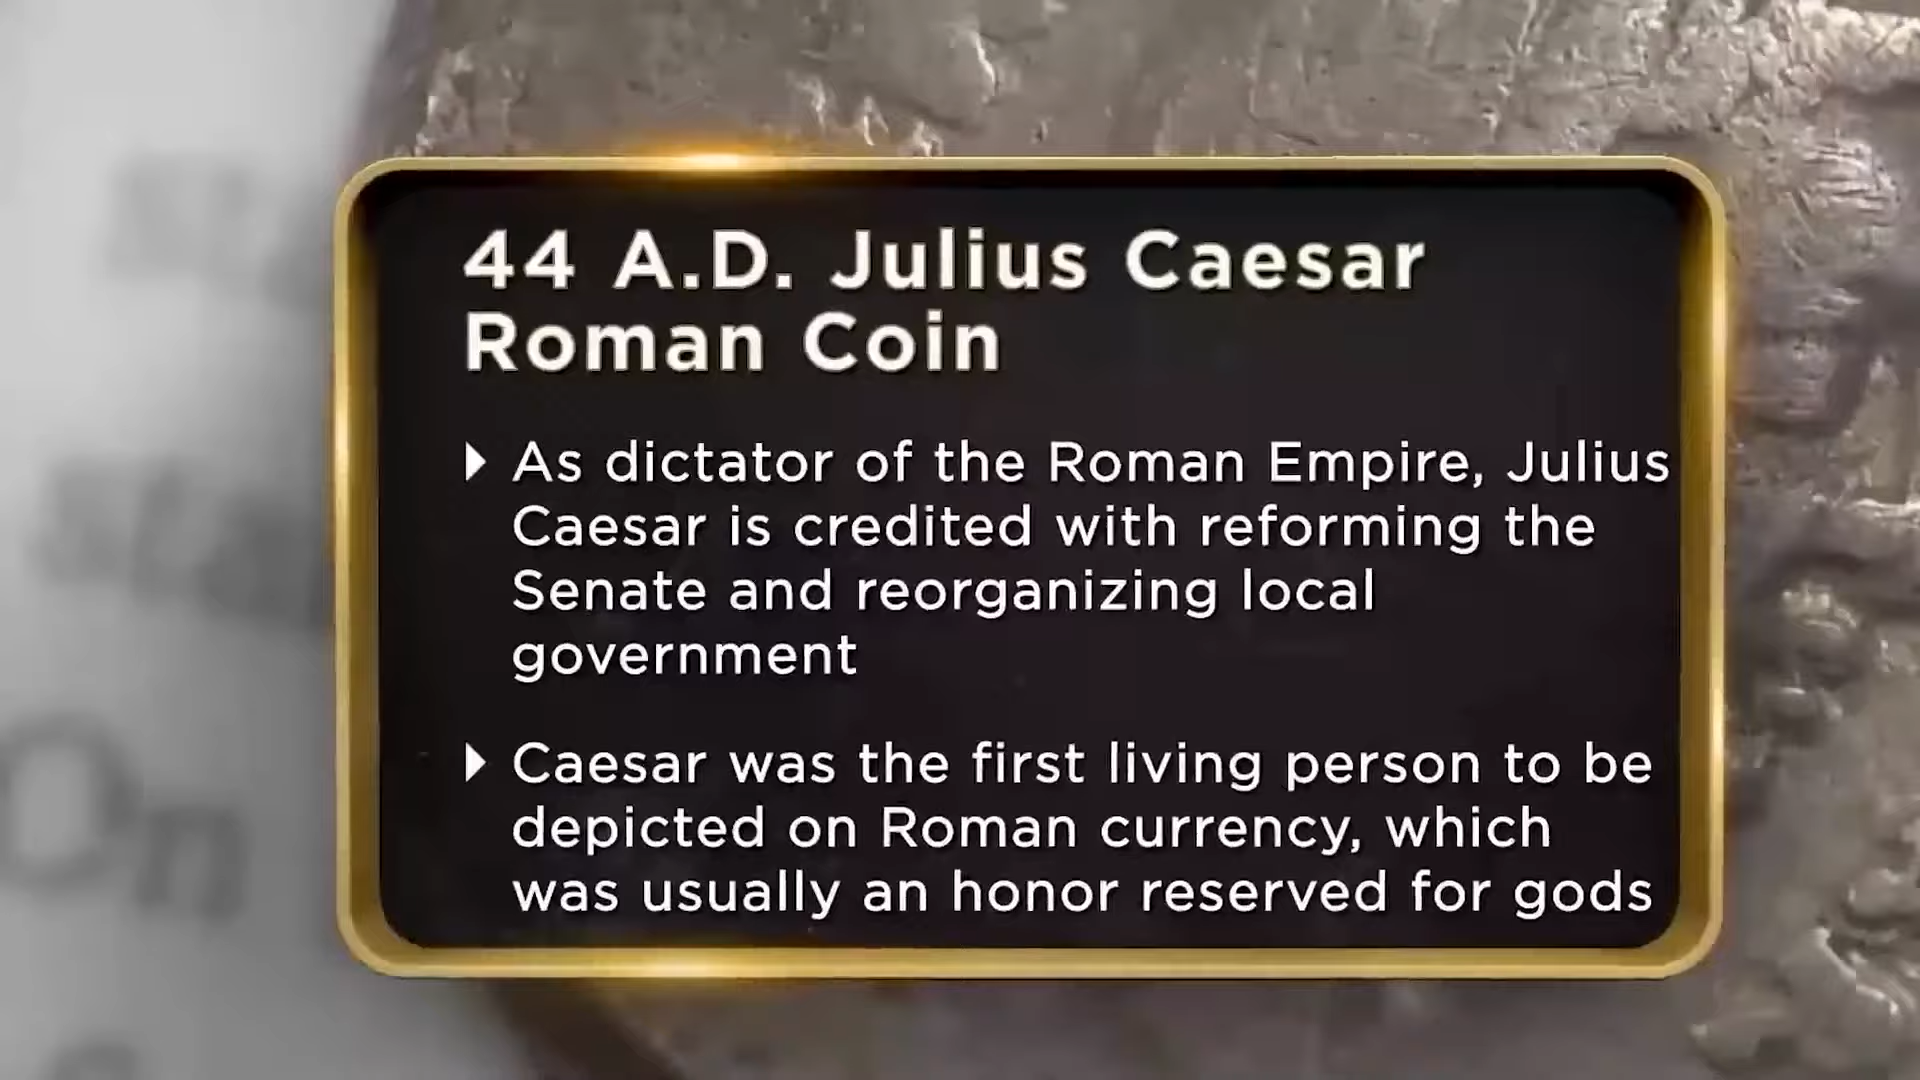 44 A.D. Julius Caesar
Roman Coin
As dictator of the Roman Empire, Julius
Caesar is credited with reforming the
Senate and reorganizing local
government
Caesar was the first living person to be
depicted on Roman currency, which
was usually an honor reserved for gods